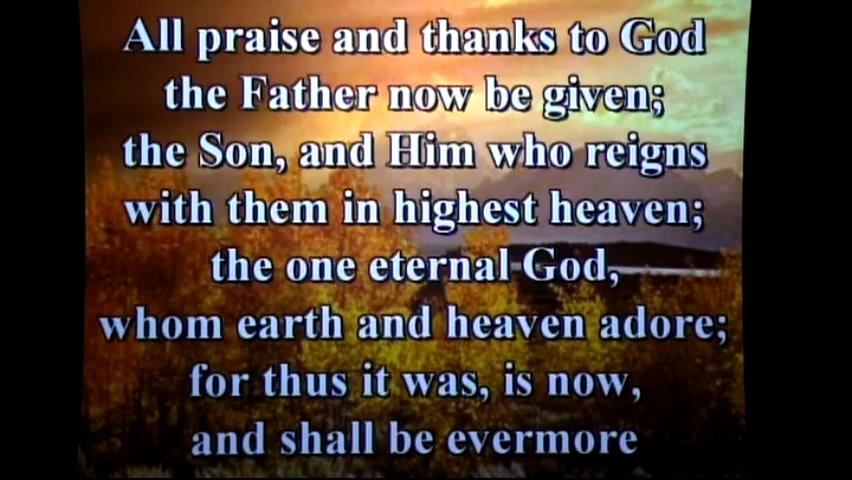 All praise and thanks to God
the Father now be given;
the Son, and Him who reigns
with them in highest heaven;
the one eternal God,
whom earth and heaven adore;
for thus it was, is now,
and shall be evermore